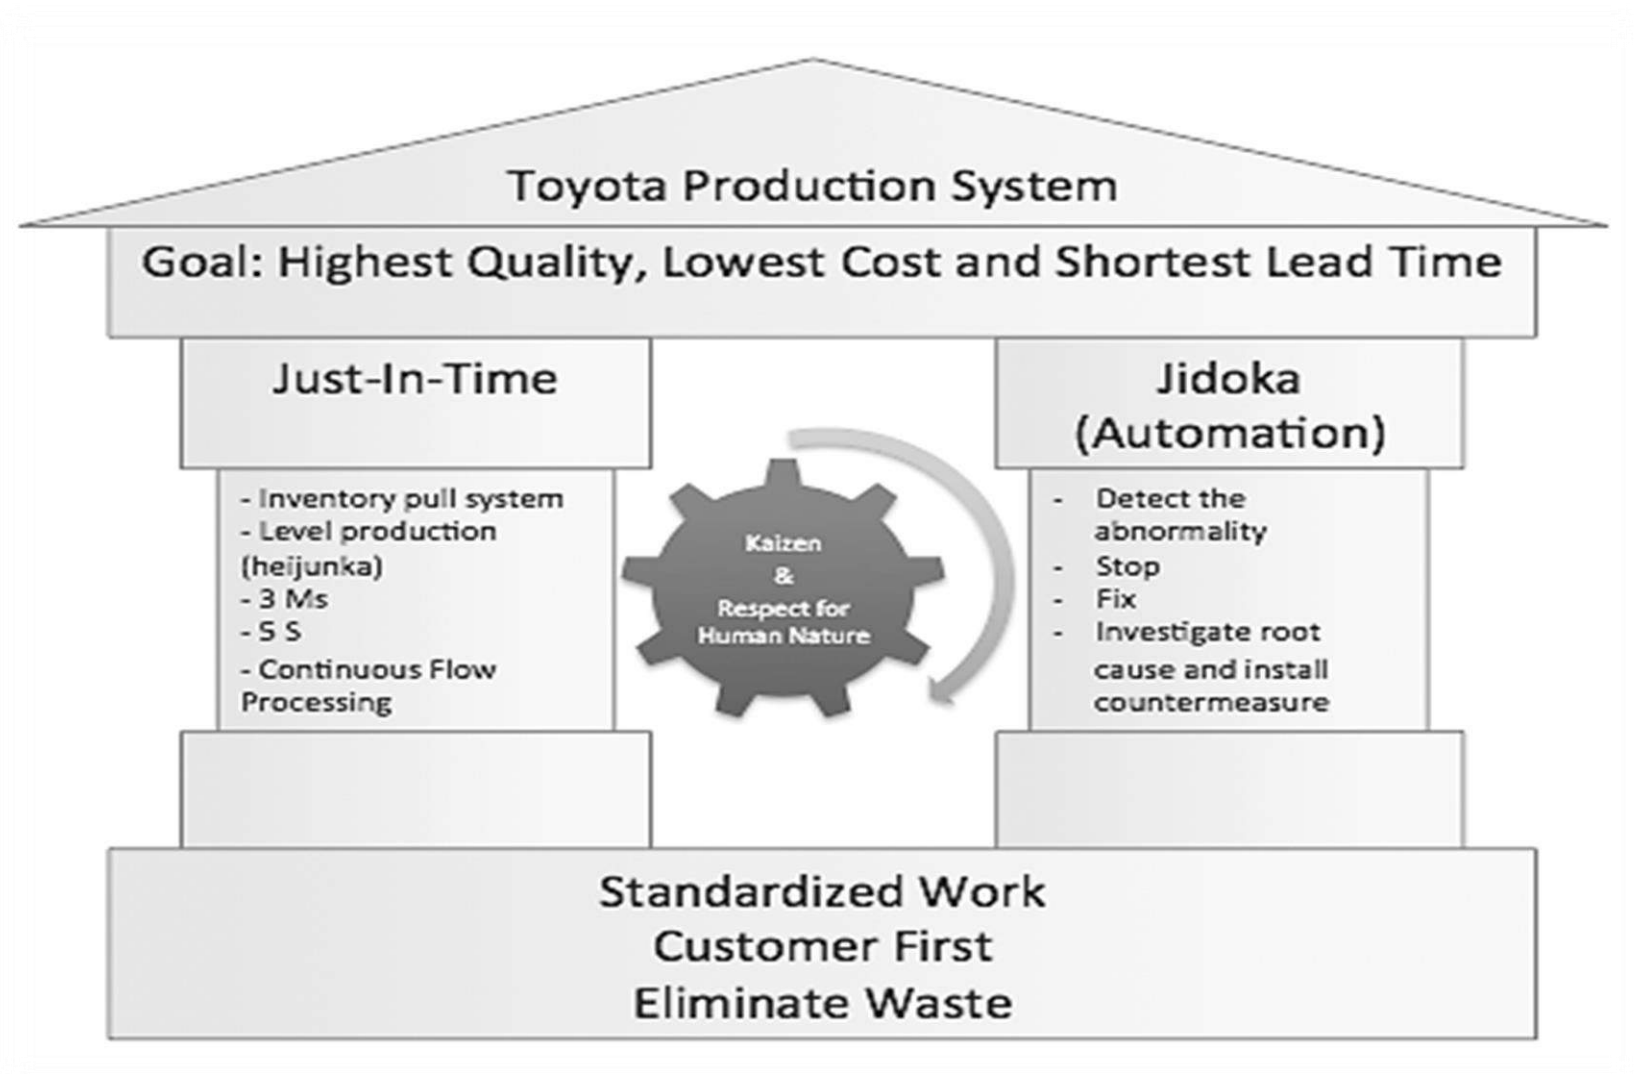 Toyota Production System
Goal: Highest Quality, Lowest Cost and Shortest Lead Time
Just-In-Time
- Inventory pull system
- Level production
(heijunka)
- 3 Ms
- 5 S
- Continuous Flow
Processing
Kaizen
&
Respect for
Human Nature
Jidoka
(Automation)
- Detect the
abnormality
- Stop
- Fix
- Investigate root
cause and install
countermeasure
Standardized Work
Customer First
Eliminate Waste